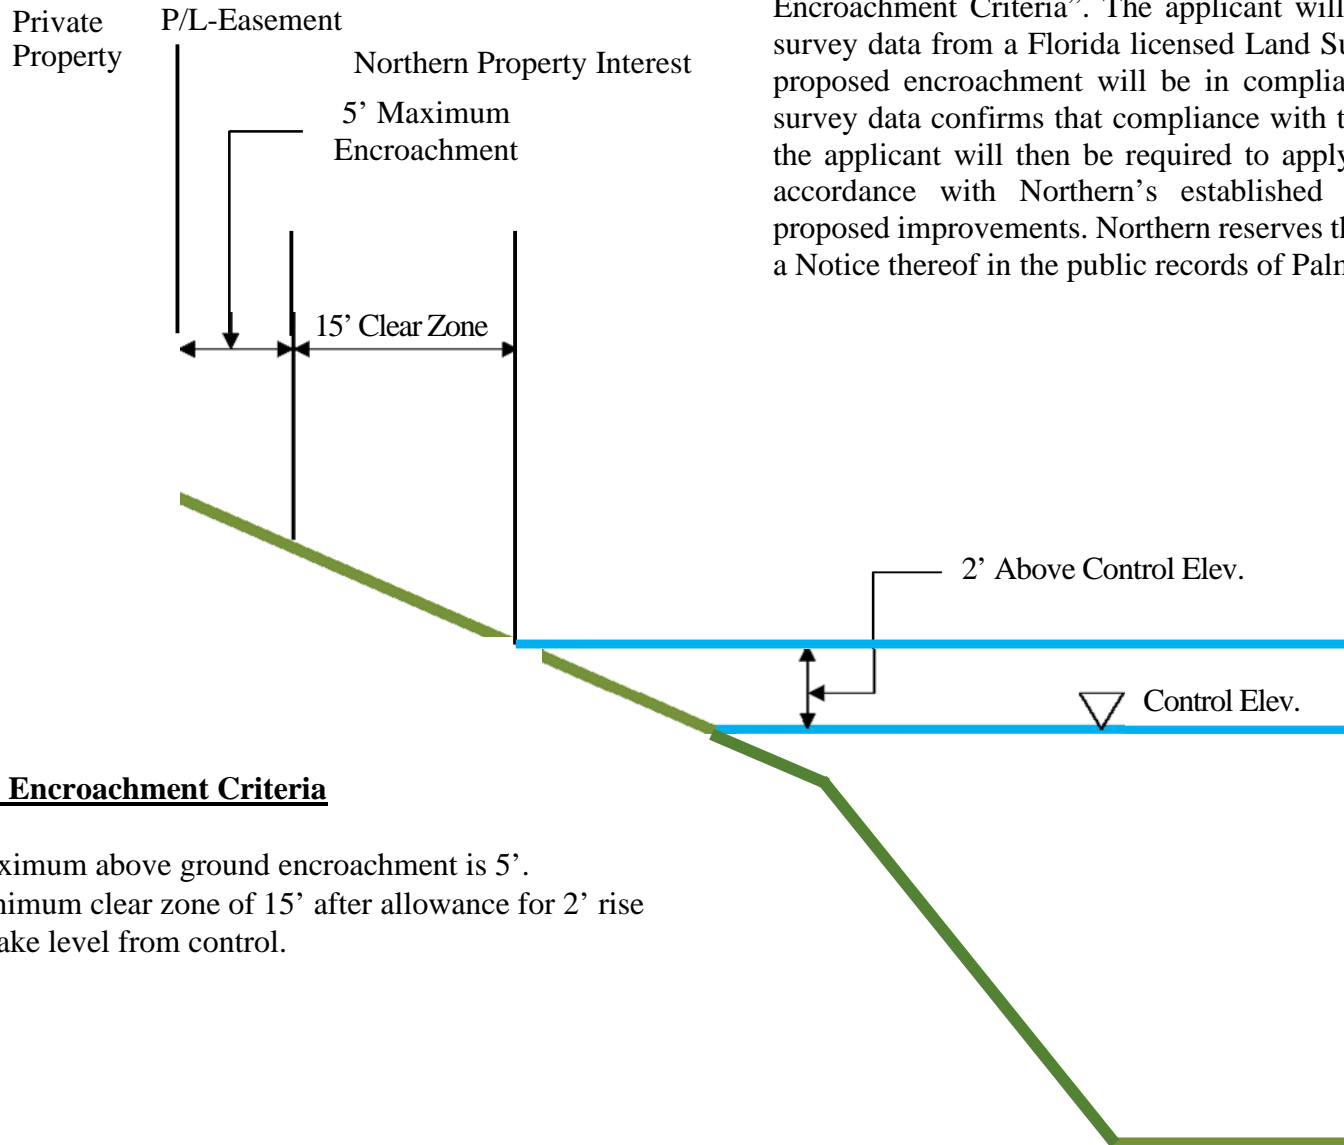 Private
Property
P/L-Easement
Northern Property Interest
5’ Maximum
Encroachment
15’ Clear Zone
Encroachment Criteria”. The applicant will
survey data from a Florida licensed Land Su
proposed encroachment will be in complia
survey data confirms that compliance with t
the applicant will then be required to apply
accordance with Northern’s established
proposed improvements. Northern reserves th
a Notice thereof in the public records of Palm
2’ Above Control Elev.
Control Elev.
Encroachment Criteria
ximum above ground encroachment is 5’.
nimum clear zone of 15’ after allowance for 2’ rise
ake level from control.